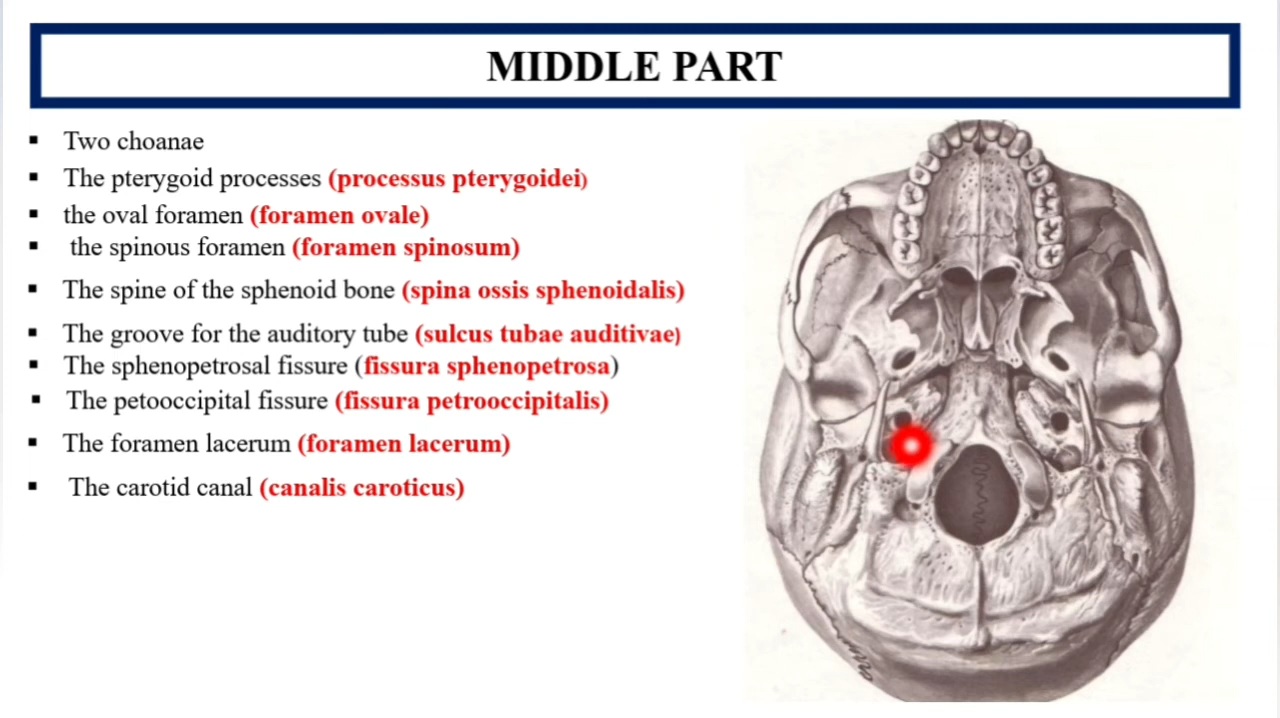 MIDDLE PART
▪ Two choanae
▪ The pterygoid processes (processus pterygoidei)
▪ the oval foramen (foramen ovale)
▪ the spinous foramen (foramen spinosum)
▪ The spine of the sphenoid bone (spina ossis sphenoidalis)
▪ The groove for the auditory tube (sulcus tubae auditivae)
▪ The sphenopetrosal fissure (fissura sphenopetrosa)
▪ The petooccipital fissure (fissura petrooccipitalis)
▪ The foramen lacerum (foramen lacerum)
▪ The carotid canal (canalis caroticus)